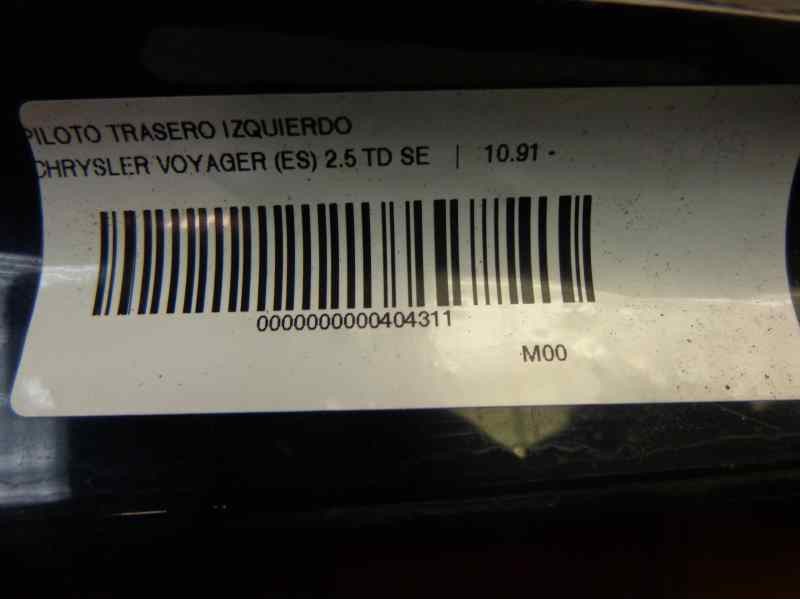 PILOTO TRASERO IZQUIERDO
CHRYSLER VOYAGER (ES) 2.5 TD SE | 10.91 -
0000000000404311
M00